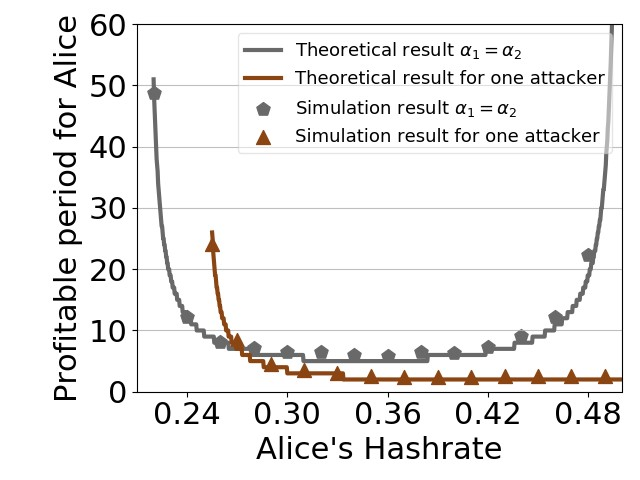 60
50
40
30
20
10
0
Profitable period for Alice
Theoretical result α₁ = α₂
Theoretical result for one attacker
Simulation result α₁ = α₂
Simulation result for one attacker
0.24 0.30 0.36 0.42 0.48
Alice's Hashrate